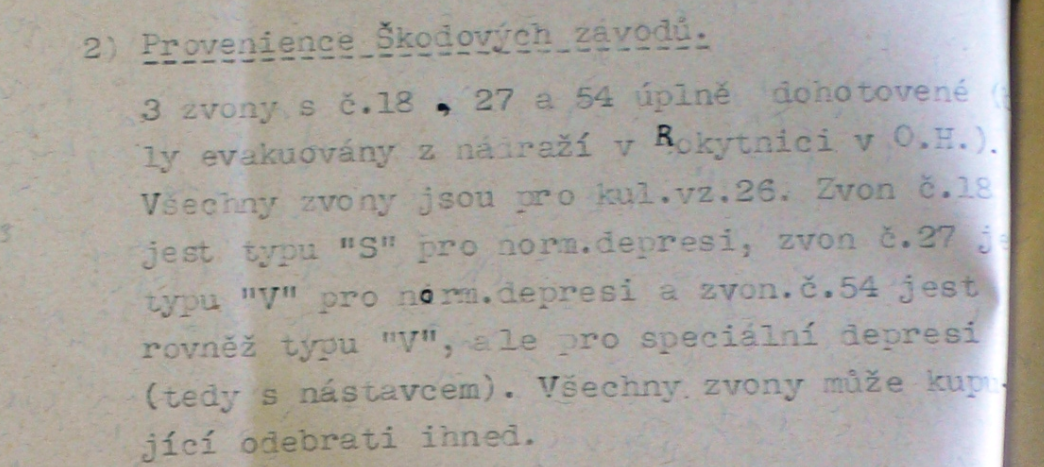 2) Provenience Škodových závodů.
3 zvony s č.18 , 27 a 54 úplně dohotovené (
ly evakuovány z nádraží v Rokytnici v O.H.).
Všechny zvony jsou pro kul.vz.26. Zvon č.18
jest typu "S" pro norm.depresi, zvon č.27 je
typu "V" pro norm.depresi a zvon.č.54 jest
rovněž typu "V", ale pro speciální depresi
(tedy s nástavcem). Všechny zvony může kupu-
jící odebrati ihned.